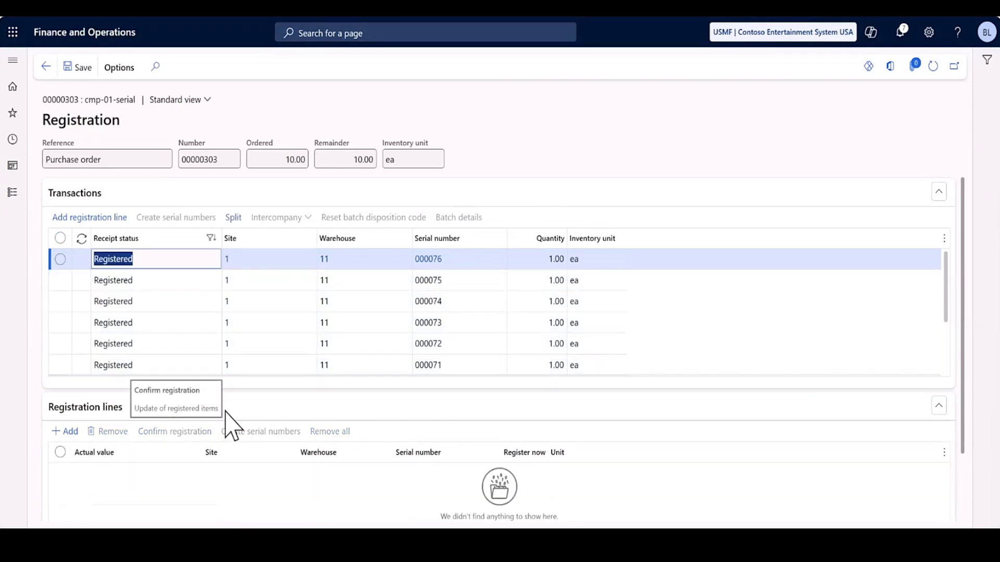 Finance and Operations
Search for a page
USMF | Contoso Entertainment System USA
7
BL
Save
Options
0
00000303 : cmp-01-serial | Standard view
Registration
Reference Number Ordered Remainder Inventory unit
Purchase order 00000303 10.00 10.00 ea
Transactions
Add registration line Create serial numbers Split Intercompany Reset batch disposition code Batch details
Receipt status Site Warehouse Serial number Quantity Inventory unit
Registered 1 11 000076 1.00 ea
Registered 1 11 000075 1.00 ea
Registered 1 11 000074 1.00 ea
Registered 1 11 000073 1.00 ea
Registered 1 11 000072 1.00 ea
Registered 1 11 000071 1.00 ea
Confirm registration
Update of registered items
Registration lines
Add Remove Confirm registration serial numbers Remove all
Actual value Site Warehouse Serial number Register now Unit
We didn't find anything to show here.